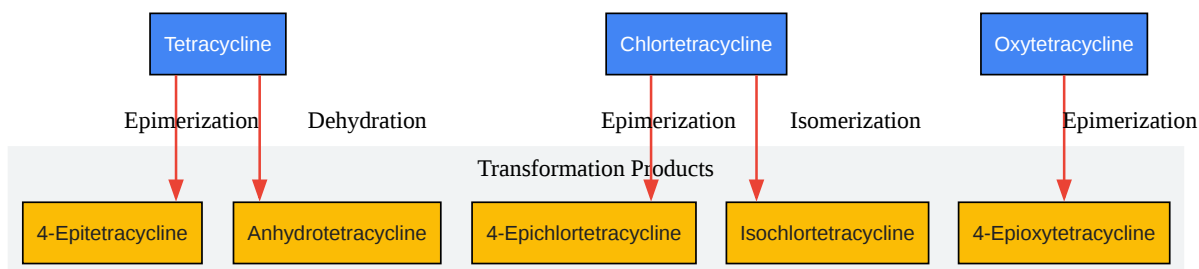 Tetracycline
Chlortetracycline
Oxytetracycline
Epimerization
Dehydration
Epimerization
Isomerization
Epimerization
Transformation Products
4-Epitetracycline
Anhydrotetracycline
4-Epichlortetracycline
Isochlortetracycline
4-Epioxytetracycline